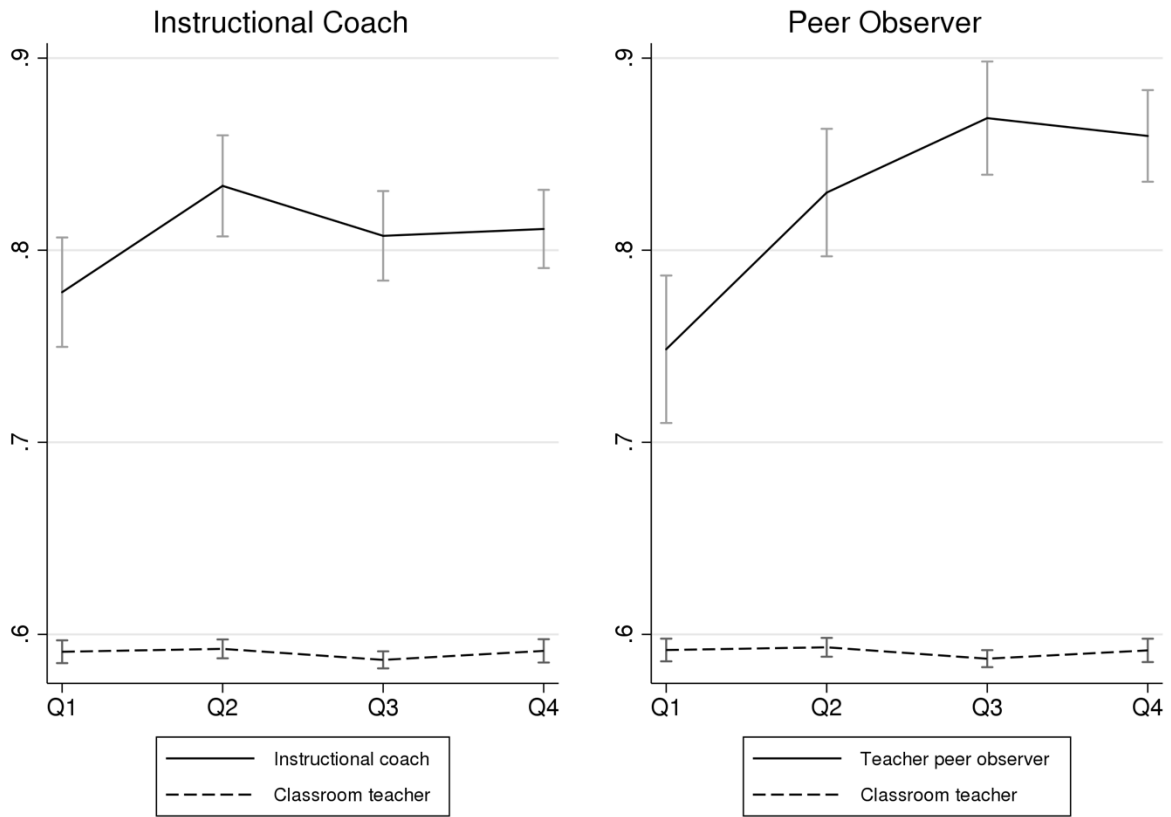 Instructional Coach
.9
.8
.7
.6
Q1 Q2 Q3 Q4
Instructional coach
Classroom teacher
Peer Observer
.9
.8
.7
.6
Q1 Q2 Q3 Q4
Teacher peer observer
Classroom teacher